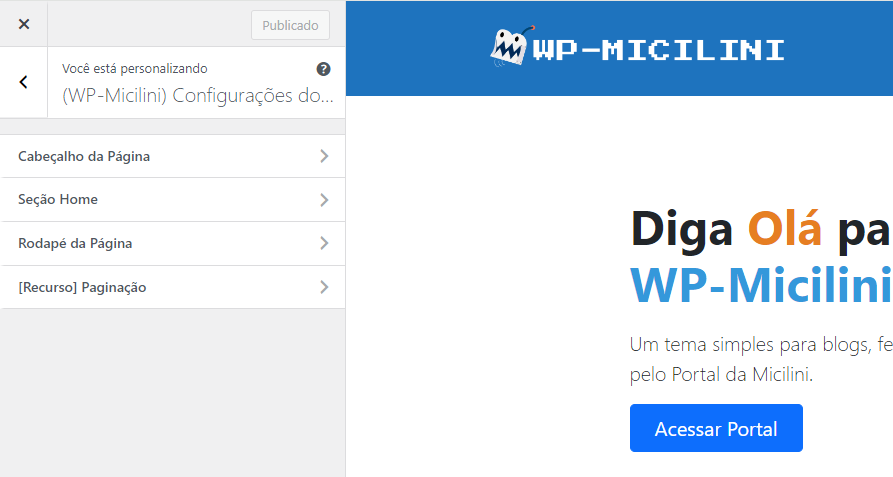 Publicado
Você está personalizando
(WP-Micilini) Configurações do...
Cabeçalho da Página
Seção Home
Rodapé da Página
[Recurso] Paginação
WP-MICILINI
Diga Olá pa
WP-Micilini
Um tema simples para blogs, fe
pelo Portal da Micilini.
Acessar Portal